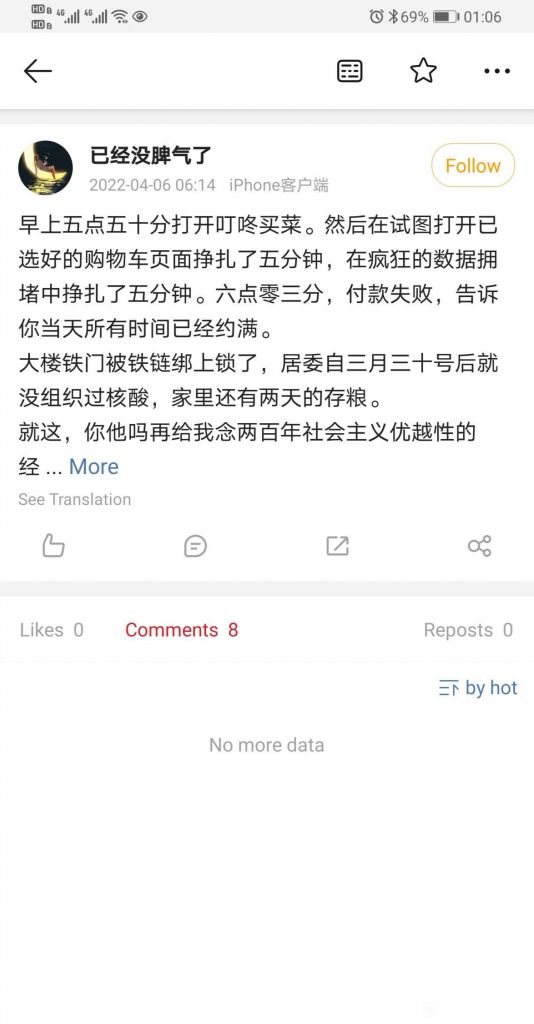 HD 4G 4G 69% 01:06
HD 2
已经没脾气了
2022-04-06 06:14 iPhone客户端
Follow
早上五点五十分打开叮咚买菜。然后在试图打开已
选好的购物车页面挣扎了五分钟，在疯狂的数据拥
堵中挣扎了五分钟。六点零三分，付款失败，告诉
你当天所有时间已经约满。
大楼铁门被铁链绑上锁了，居委自三月三十号后就
没组织过核酸，家里还有两天的存粮。
就这，你他吗再给我念两百年社会主义优越性的
经 ... More
See Translation
Likes 0 Comments 8 Reposts 0
by hot
No more data